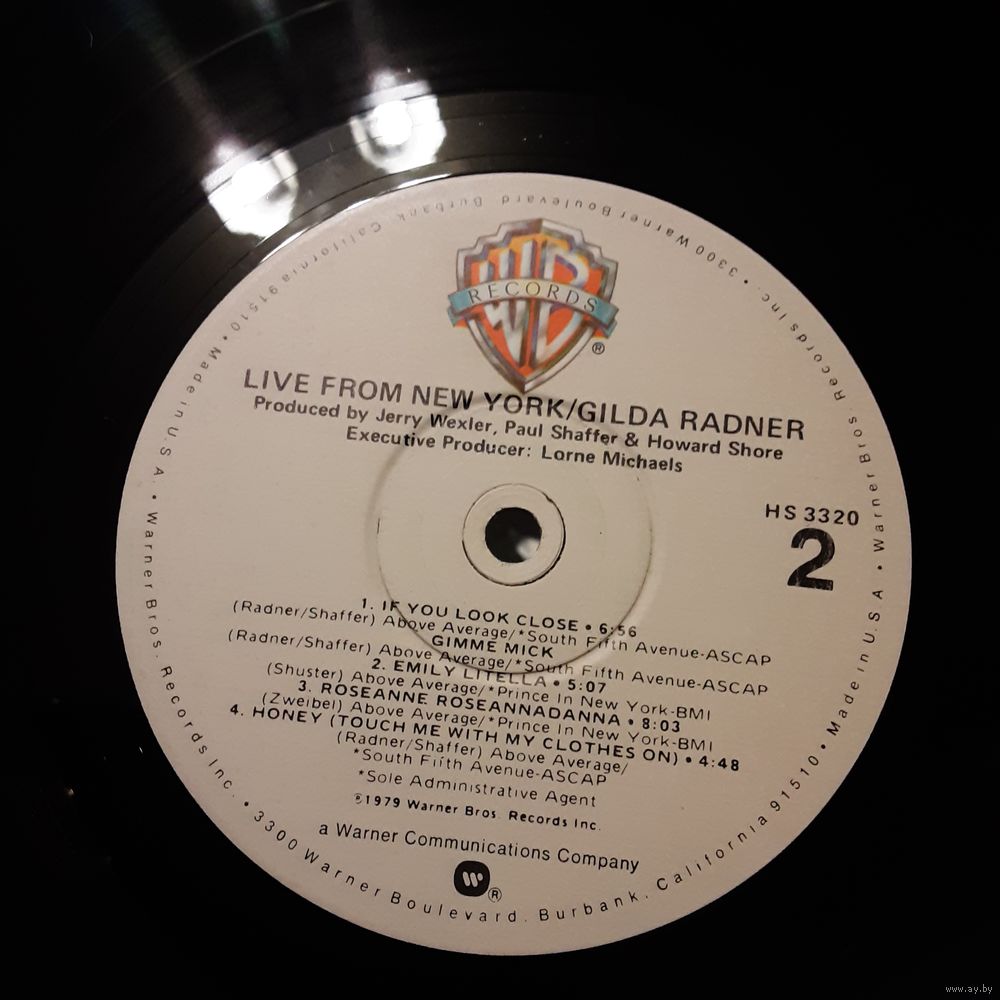 WB
RECORDS
®
LIVE FROM NEW YORK/GILDA RADNER
Produced by Jerry Wexler, Paul Shaffer & Howard Shore
Executive Producer: Lorne Michaels
HS 3320
2
1. IF YOU LOOK CLOSE • 6:56
(Radner/Shaffer) Above Average/*South Fifth Avenue-ASCAP
GIMME MICK
(Radner/Shaffer) Above Average/*South Fifth Avenue-ASCAP
2. EMILY LITELLA • 5:07
(Shuster) Above Average/*Prince In New York-BMI
3. ROSEANNE ROSEANNADANNA • 8:03
(Zweibel) Above Average/*Prince In New York-BMI
4. HONEY (TOUCH ME WITH MY CLOTHES ON) • 4:48
(Radner/Shaffer) Above Average/
*South Fifth Avenue-ASCAP
*Sole Administrative Agent
℗1979 Warner Bros. Records Inc.
a Warner Communications Company
W ®
Warner Bros. Records Inc. • 3300 Warner Boulevard. Burbank. California 91510 • Made in U.S.A. • Warner Bros. Records Inc. • 3300 Warner Boulevard. Burbank. California 91510 • Made in U.S.A. •
www.ay.by